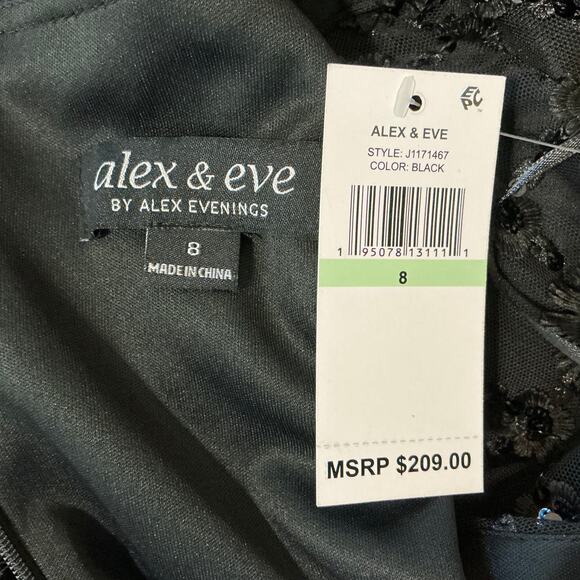 alex & eve
BY ALEX EVENINGS
8
MADE IN CHINA
EPC
ALEX & EVE
STYLE: J1171467
COLOR: BLACK
1 95078 13111 1
8
MSRP $209.00